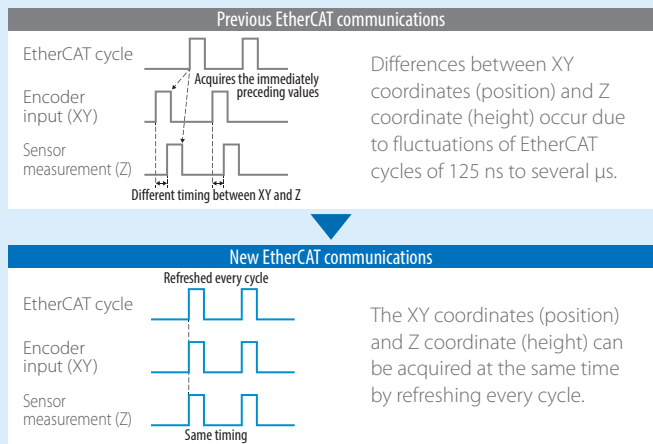 Previous EtherCAT communications
EtherCAT cycle
Acquires the immediately
preceding values
Encoder
input (XY)
Sensor
measurement (Z)
Different timing between XY and Z
Differences between XY
coordinates (position) and Z
coordinate (height) occur due
to fluctuations of EtherCAT
cycles of 125 ns to several µs.
New EtherCAT communications
Refreshed every cycle
EtherCAT cycle
Encoder
input (XY)
Sensor
measurement (Z)
Same timing
The XY coordinates (position)
and Z coordinate (height) can
be acquired at the same time
by refreshing every cycle.